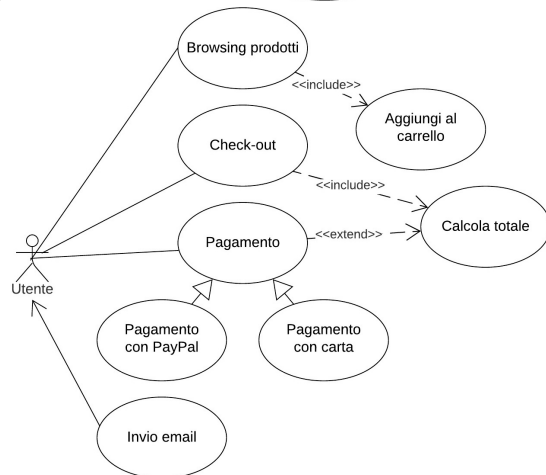 Browsing prodotti
<<include>>
Aggiungi al
carrello
Check-out
<<include>>
Calcola totale
Pagamento
<<extend>>
Utente
Pagamento
con PayPal
Pagamento
con carta
Invio email